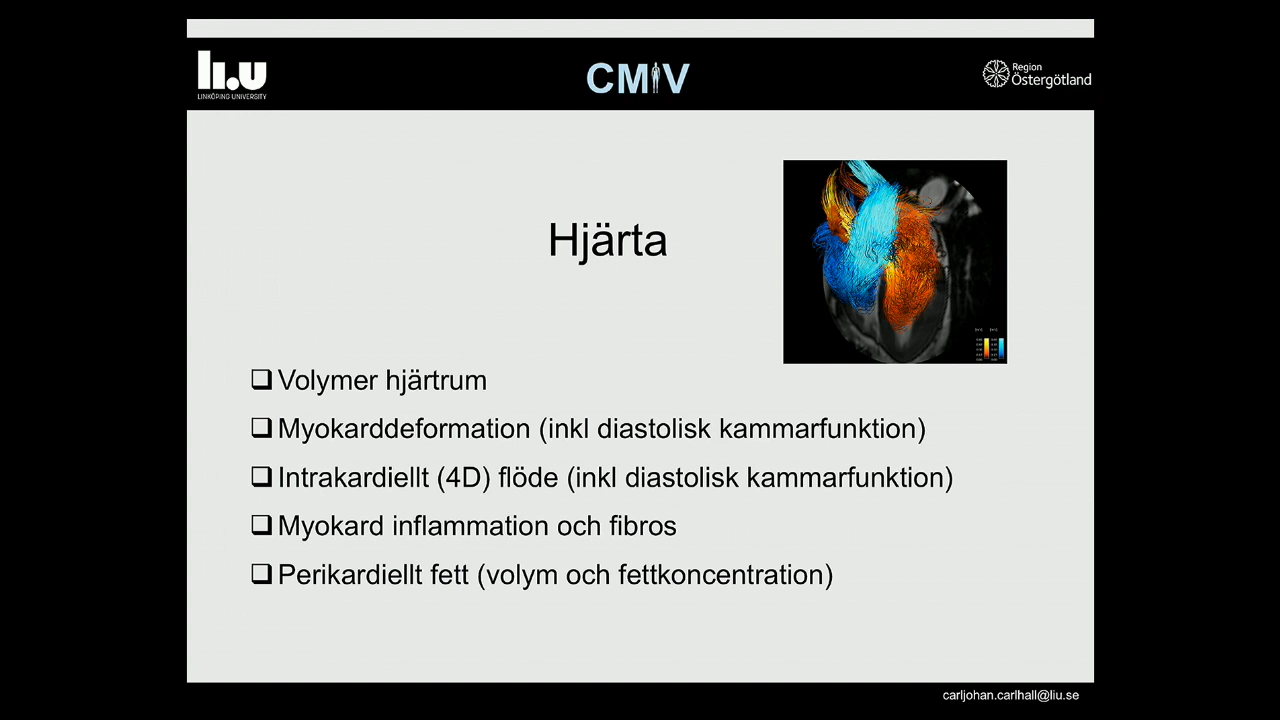 li.u
LINKÖPING UNIVERSITY
CMIV
Region
Östergötland
Hjärta
❑ Volymer hjärtrum
❑ Myokarddeformation (inkl diastolisk kammarfunktion)
❑ Intrakardiellt (4D) flöde (inkl diastolisk kammarfunktion)
❑ Myokard inflammation och fibros
❑ Perikardiellt fett (volym och fettkoncentration)
carljohan.carlhall@liu.se